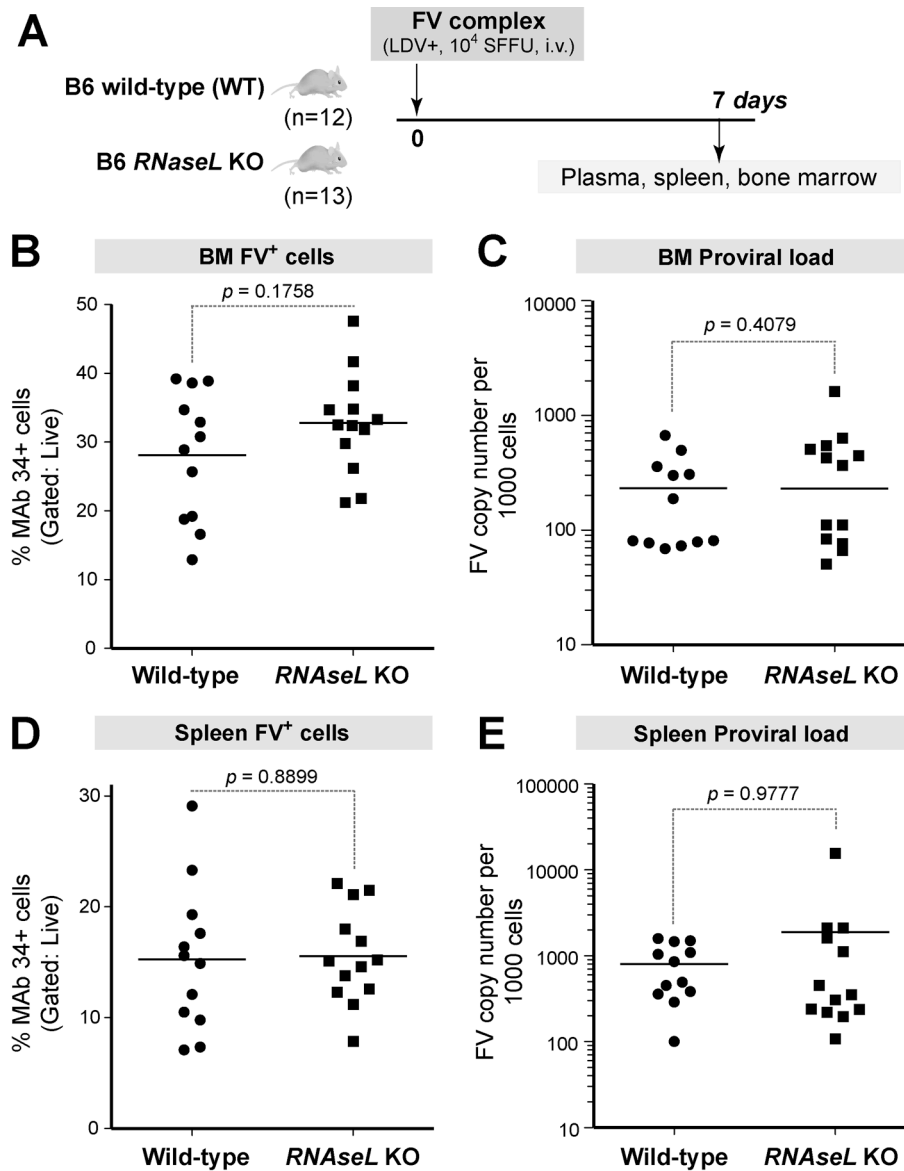 A
FV complex
(LDV+, 10⁴ SFFU, i.v.)
B6 wild-type (WT)
(n=12)
B6 RNaseL KO
(n=13)
0
7 days
Plasma, spleen, bone marrow
B
BM FV⁺ cells
p = 0.1758
% MAb 34+ cells
(Gated: Live)
50
40
30
20
10
0
Wild-type
RNAseL KO
C
BM Proviral load
p = 0.4079
FV copy number per
1000 cells
10000
1000
100
10
Wild-type
RNAseL KO
D
Spleen FV⁺ cells
p = 0.8899
% MAb 34+ cells
(Gated: Live)
30
20
10
0
Wild-type
RNAseL KO
E
Spleen Proviral load
p = 0.9777
FV copy number per
1000 cells
100000
10000
1000
100
10
Wild-type
RNAseL KO